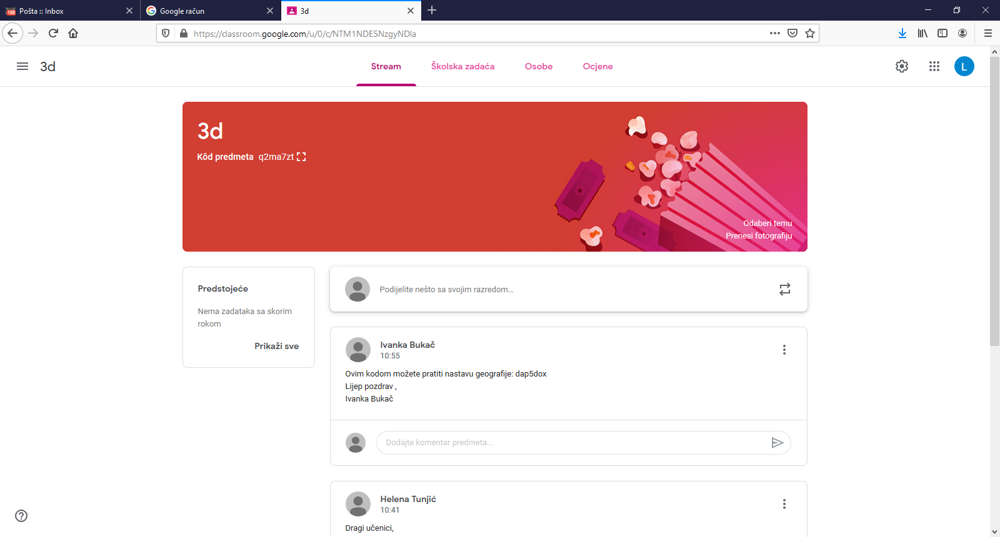 188
Pošta :: Inbox
Google račun
3d
https://classroom.google.com/u/0/c/NTM1NDE5NzgyNDla
3d
Stream
Školska zadaća
Osobe
Ocjene
L
3d
Kôd predmeta q2ma7zt
Odaberi temu
Prenesi fotografiju
Predstojeće
Nema zadataka sa skorim
rokom
Prikaži sve
Podijelite nešto sa svojim razredom...
Ivanka Bukač
10:55
Ovim kodom možete pratiti nastavu geografije: dap5dox
Lijep pozdrav ,
Ivanka Bukač
Dodajte komentar predmeta...
Helena Tunjić
10:41
Dragi učenici,